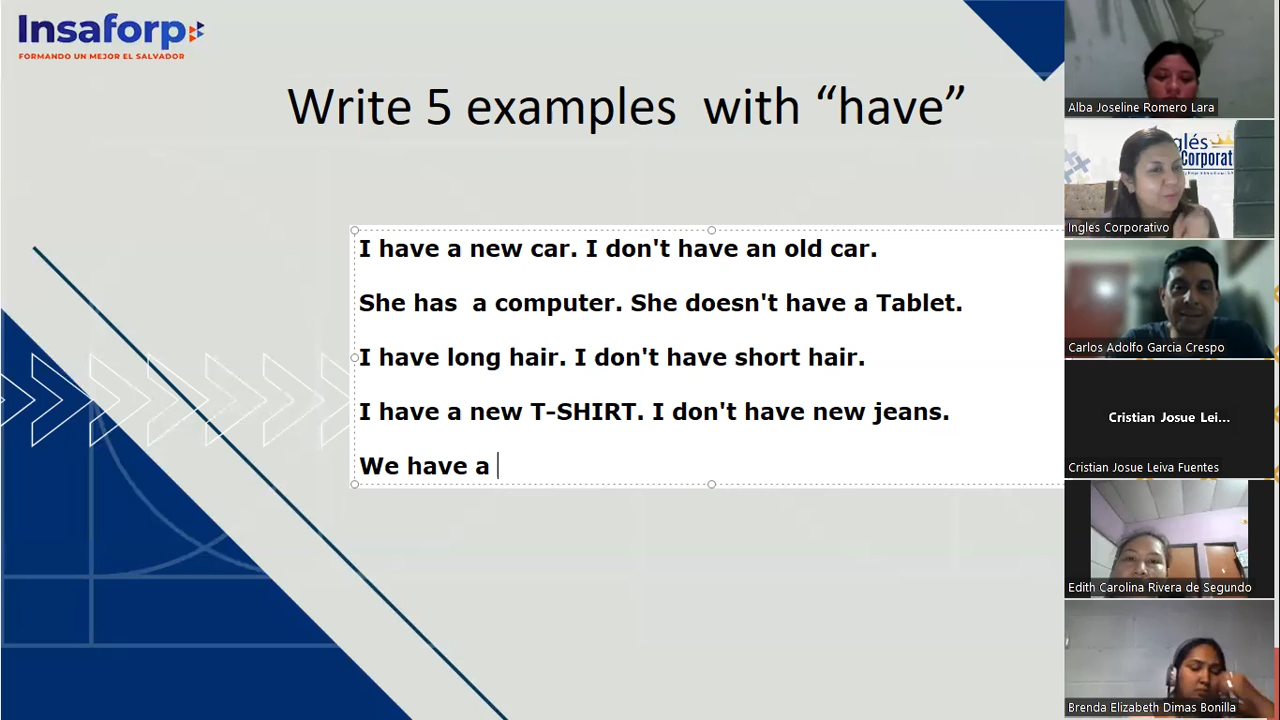 Insaforp
FORMANDO UN MEJOR EL SALVADOR
Write 5 examples  with “have”
I have a new car. I don't have an old car.
She has  a computer. She doesn't have a Tablet.
I have long hair. I don't have short hair.
I have a new T-SHIRT. I don't have new jeans.
We have a
Alba Joseline Romero Lara
glés
Corporat
Ingles Corporativo
Carlos Adolfo Garcia Crespo
Cristian Josue Lei...
Cristian Josue Leiva Fuentes
Edith Carolina Rivera de Segundo
Brenda Elizabeth Dimas Bonilla